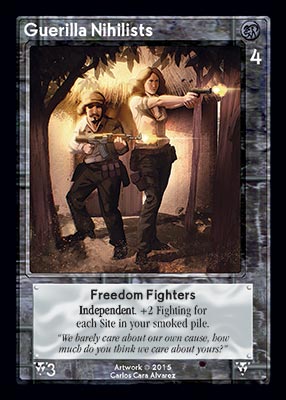 Guerilla Nihilists
4
Freedom Fighters
Independent. +2 Fighting for
each Site in your smoked pile.
"We barely care about our own cause, how
much do you think we care about yours?"
3
Artwork © 2015
Carlos Cara Alvarez